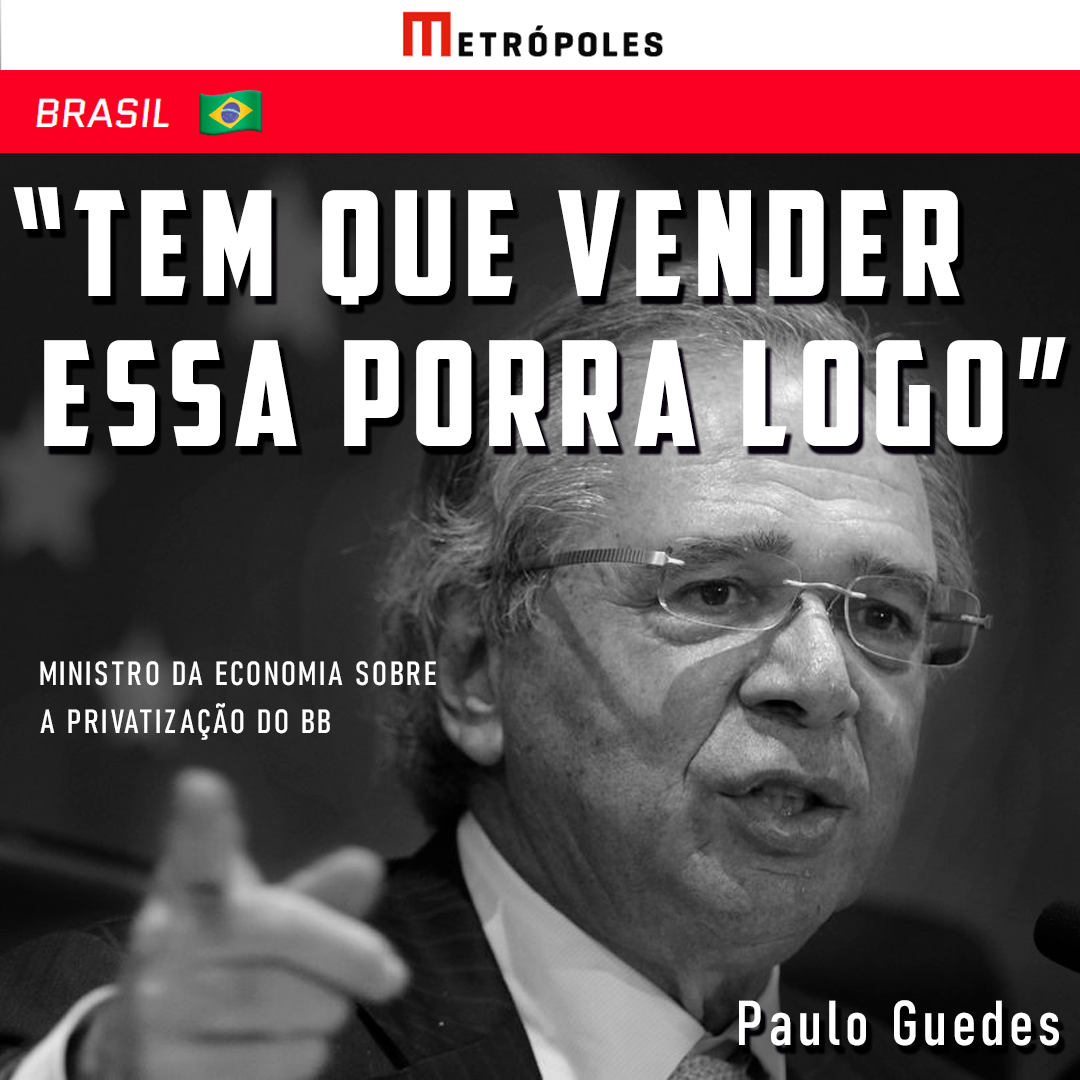 METRÓPOLES
BRASIL
“TEM QUE VENDER
ESSA PORRA LOGO”
MINISTRO DA ECONOMIA SOBRE
A PRIVATIZAÇÃO DO BB
Paulo Guedes